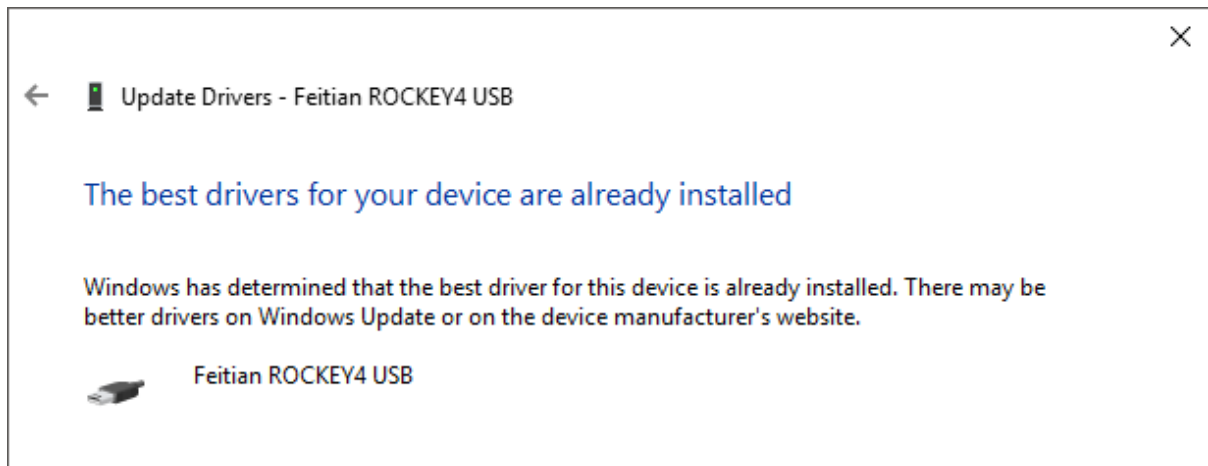 Update Drivers - Feitian ROCKEY4 USB
The best drivers for your device are already installed
Windows has determined that the best driver for this device is already installed. There may be
better drivers on Windows Update or on the device manufacturer's website.
Feitian ROCKEY4 USB